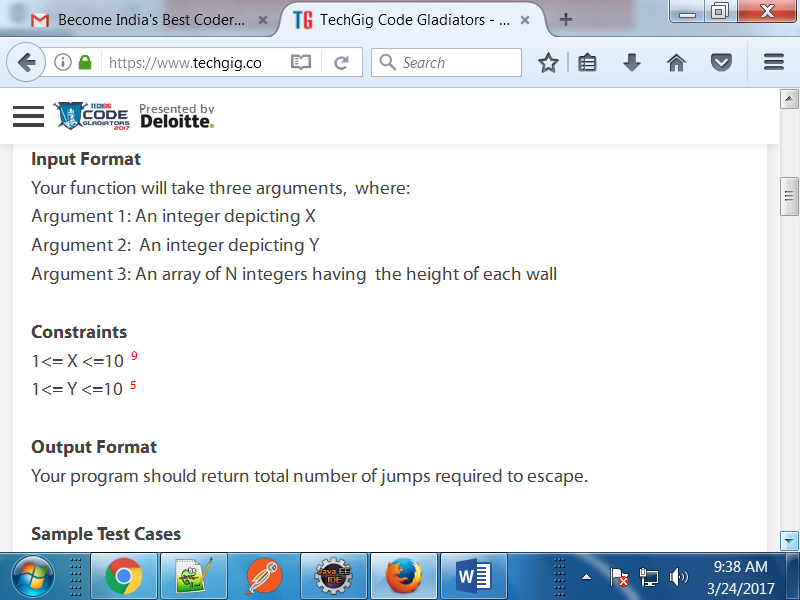 Become India's Best Coder...
TechGig Code Gladiators - ...
https://www.techgig.co
Search
TECHGIG
CODE
GLADIATORS
2017
Presented by
Deloitte.
Input Format
Your function will take three arguments, where:
Argument 1: An integer depicting X
Argument 2: An integer depicting Y
Argument 3: An array of N integers having the height of each wall
Constraints
1<= X <=10 9
1<= Y <=10 5
Output Format
Your program should return total number of jumps required to escape.
Sample Test Cases
Java EE
IDE
9:38 AM
3/24/2017